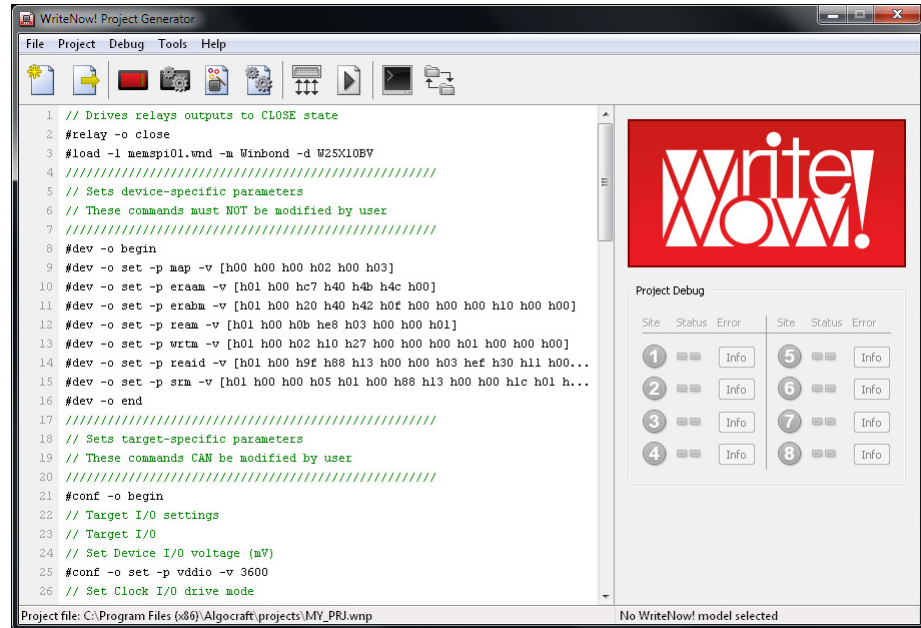 WriteNow! Project Generator
File Project Debug Tools Help
1 // Drives relays outputs to CLOSE state
2 #relay -o close
3 #load -l memspi01.wnd -m Winbond -d W25X10BV
4 /////////////////////////////////////////////////////
5 // Sets device-specific parameters
6 // These commands must NOT be modified by user
7 /////////////////////////////////////////////////////
8 #dev -o begin
9 #dev -o set -p map -v [h00 h00 h00 h02 h00 h03]
10 #dev -o set -p eraam -v [h01 h00 hc7 h40 h4b h4c h00]
11 #dev -o set -p erabm -v [h01 h00 h20 h40 h42 h0f h00 h00 h00 h10 h00 h00]
12 #dev -o set -p ream -v [h01 h00 h0b he8 h03 h00 h00 h01]
13 #dev -o set -p wrtm -v [h01 h00 h02 h10 h27 h00 h00 h00 h01 h00 h00]
14 #dev -o set -p reaid -v [h01 h00 h9f h88 h13 h00 h00 h03 hef h30 h11 h00...
15 #dev -o set -p srm -v [h01 h00 h00 h05 h01 h00 h88 h13 h00 h00 h1c h01 h...
16 #dev -o end
17 /////////////////////////////////////////////////////
18 // Sets target-specific parameters
19 // These commands CAN be modified by user
20 /////////////////////////////////////////////////////
21 #conf -o begin
22 // Target I/O settings
23 // Target I/O
24 // Set Device I/O voltage (mV)
25 #conf -o set -p vddio -v 3600
26 // Set Clock I/O drive mode
Write
Now!
Project Debug
Site Status Error Site Status Error
1 Info 5 Info
2 Info 6 Info
3 Info 7 Info
4 Info 8 Info
Project file: C:\Program Files (x86)\Algocraft\projects\MY_PRJ.wnp
No WriteNow! model selected